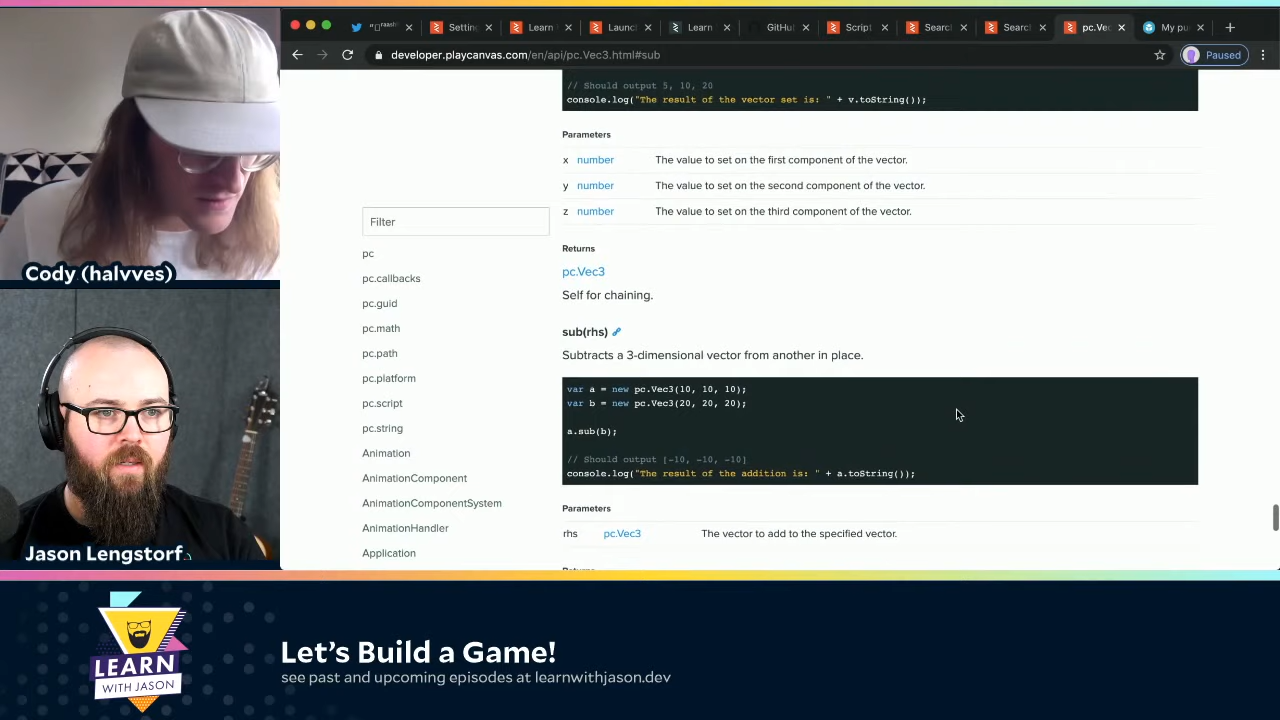 Settin
Learn
Launc
Learn
GitHu
Script
Searc
Searc
pc.Vec
My pu
developer.playcanvas.com/en/api/pc.Vec3.html#sub
Paused
// Should output 5, 10, 20
console.log("The result of the vector set is: " + v.toString());
Parameters
x number The value to set on the first component of the vector.
y number The value to set on the second component of the vector.
z number The value to set on the third component of the vector.
Returns
pc.Vec3
Self for chaining.
sub(rhs)
Subtracts a 3-dimensional vector from another in place.
var a = new pc.Vec3(10, 10, 10);
var b = new pc.Vec3(20, 20, 20);
a.sub(b);
// Should output [-10, -10, -10]
console.log("The result of the addition is: " + a.toString());
Parameters
rhs pc.Vec3 The vector to add to the specified vector.
Filter
pc
pc.callbacks
pc.guid
pc.math
pc.path
pc.platform
pc.script
pc.string
Animation
AnimationComponent
AnimationComponentSystem
AnimationHandler
Application
Cody (halvves)
Jason Lengstorf
LEARN
WITH JASON
Let's Build a Game!
see past and upcoming episodes at learnwithjason.dev